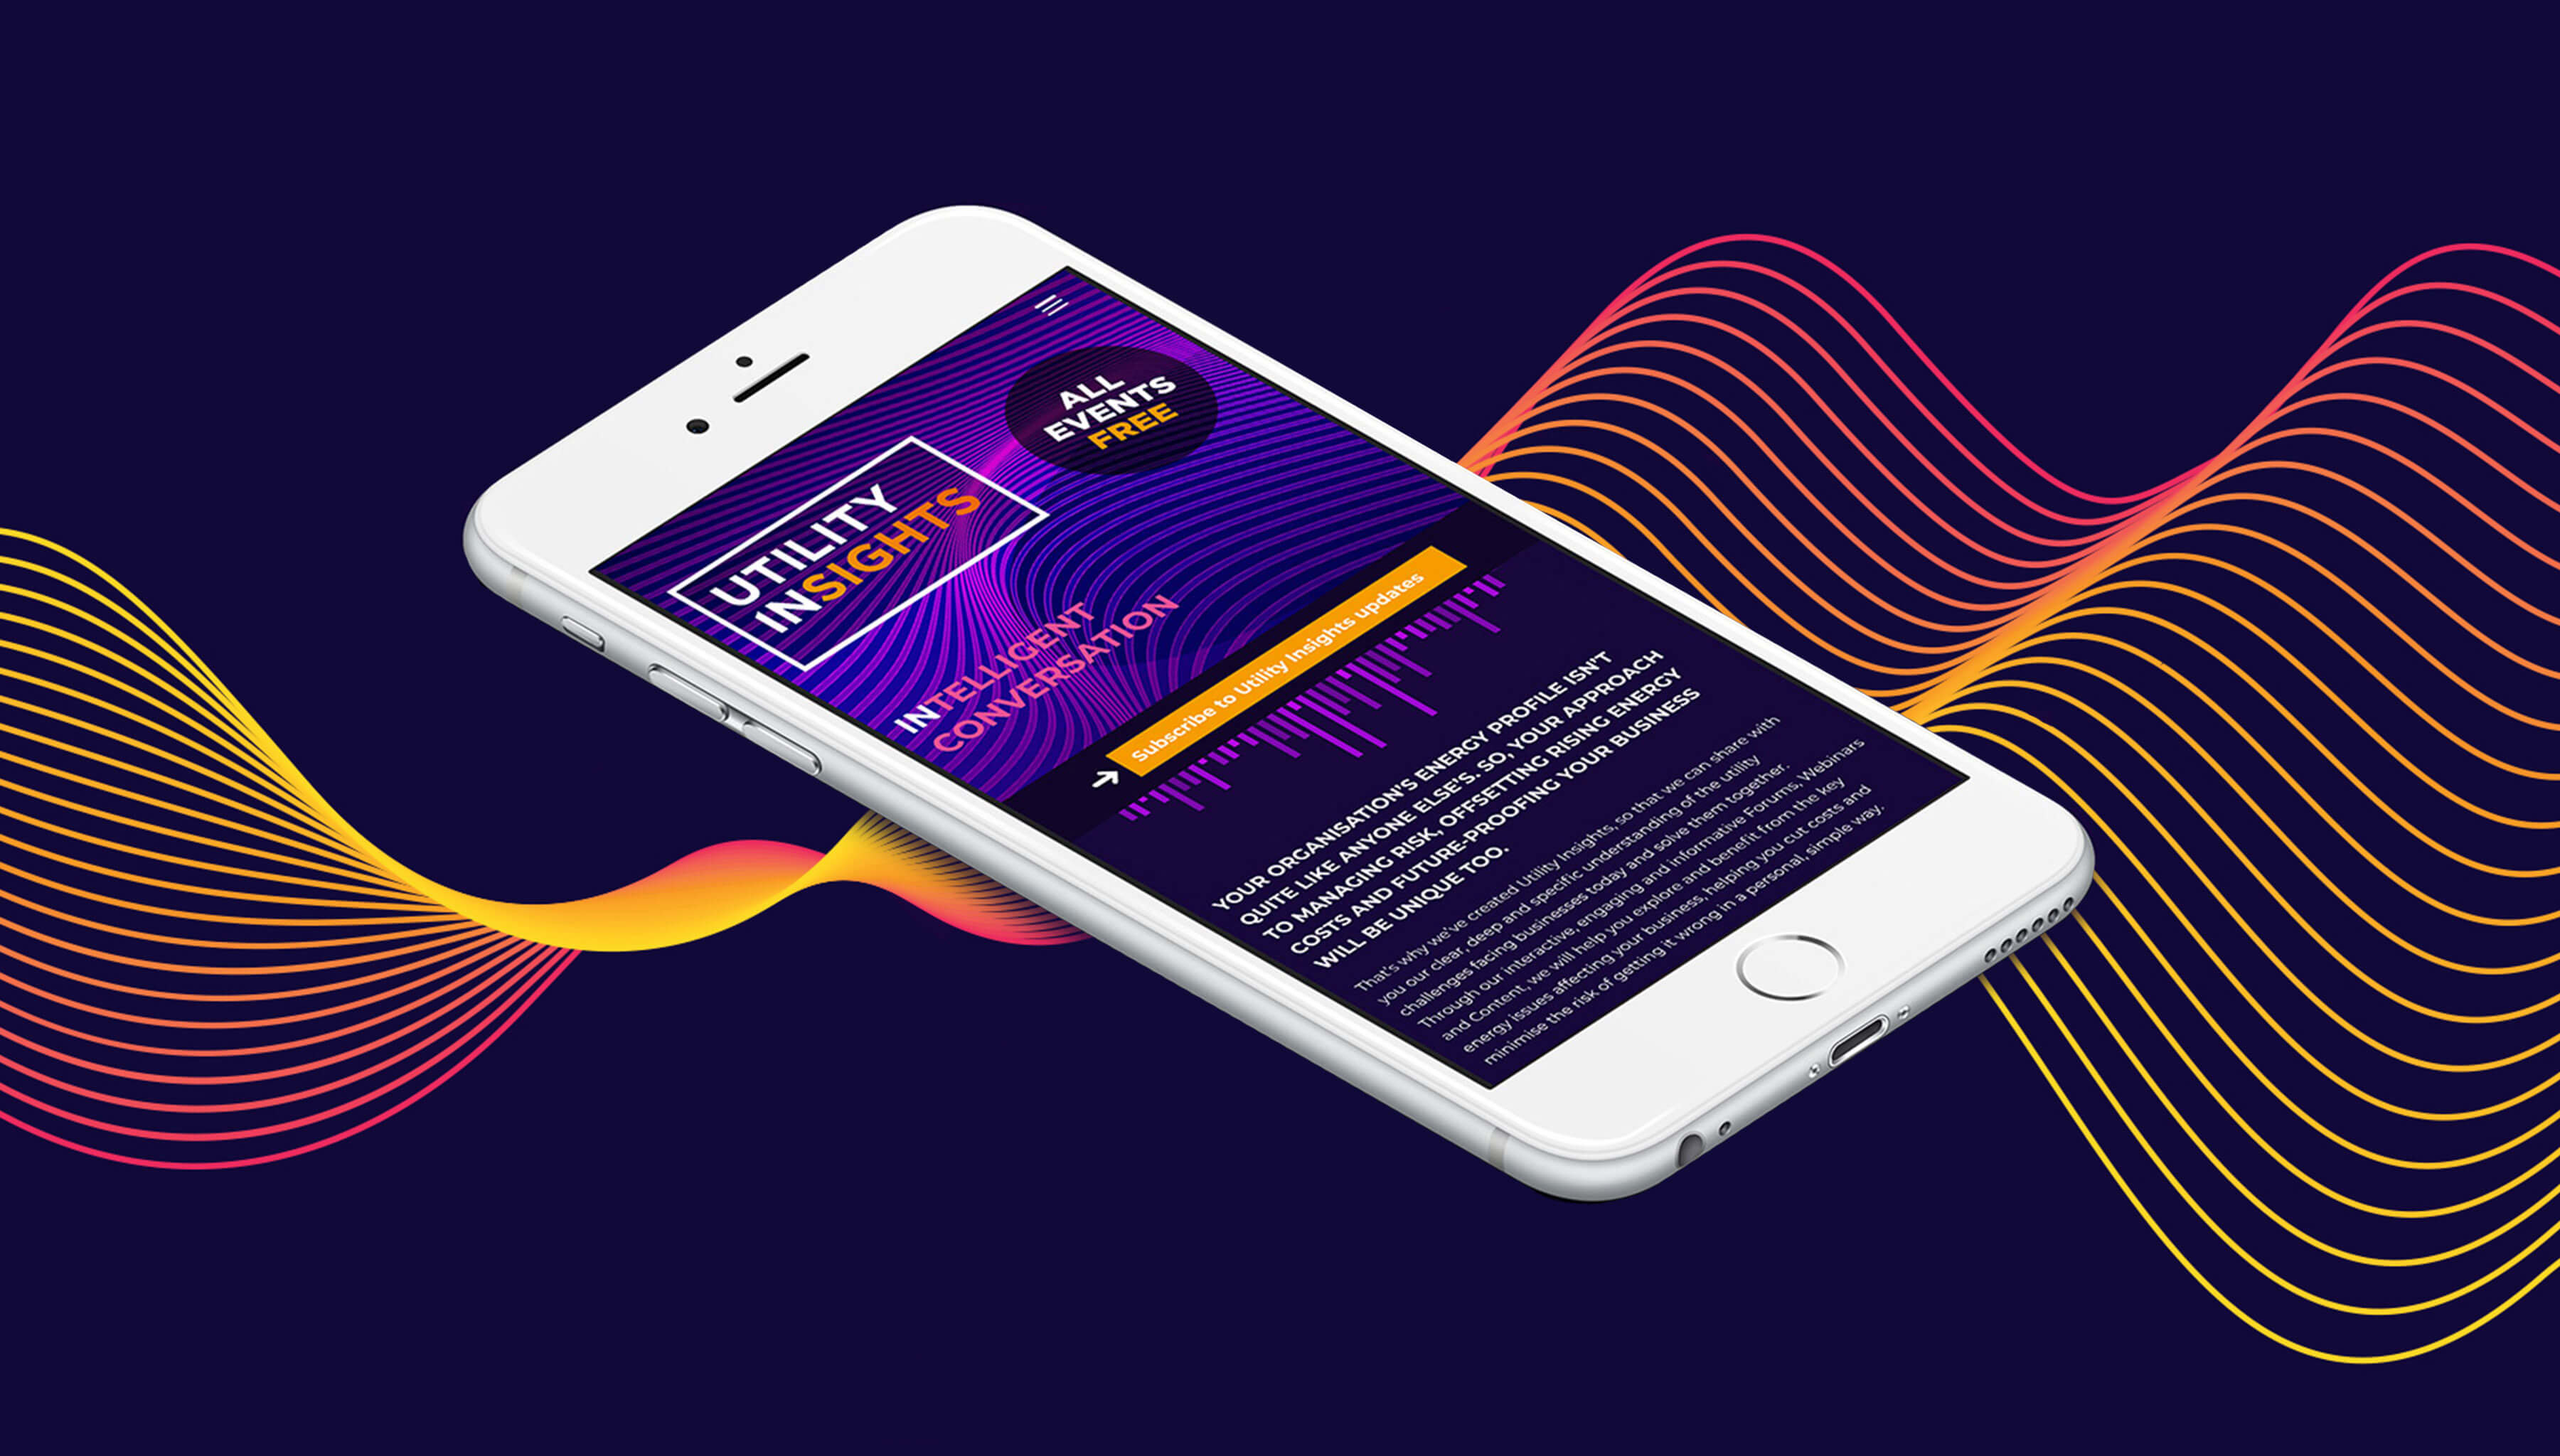 ALL
EVENTS
FREE
UTILITY
INSIGHTS
INTELLIGENT
CONVERSATION
Subscribe to Utility Insights updates
YOUR ORGANISATION'S ENERGY PROFILE ISN'T
QUITE LIKE ANYONE ELSE'S. SO, YOUR APPROACH
TO MANAGING RISK, OFFSETTING RISING ENERGY
COSTS AND FUTURE-PROOFING YOUR BUSINESS
WILL BE UNIQUE TOO.
That's why we've created Utility Insights, so that we can share with
you our clear, deep and specific understanding of the utility
challenges facing businesses today and solve them together.
Through our interactive, engaging and informative Forums, Webinars
and Content, we will help you explore and benefit from the key
energy issues affecting your business, helping you cut costs and
minimise the risk of getting it wrong in a personal, simple way.